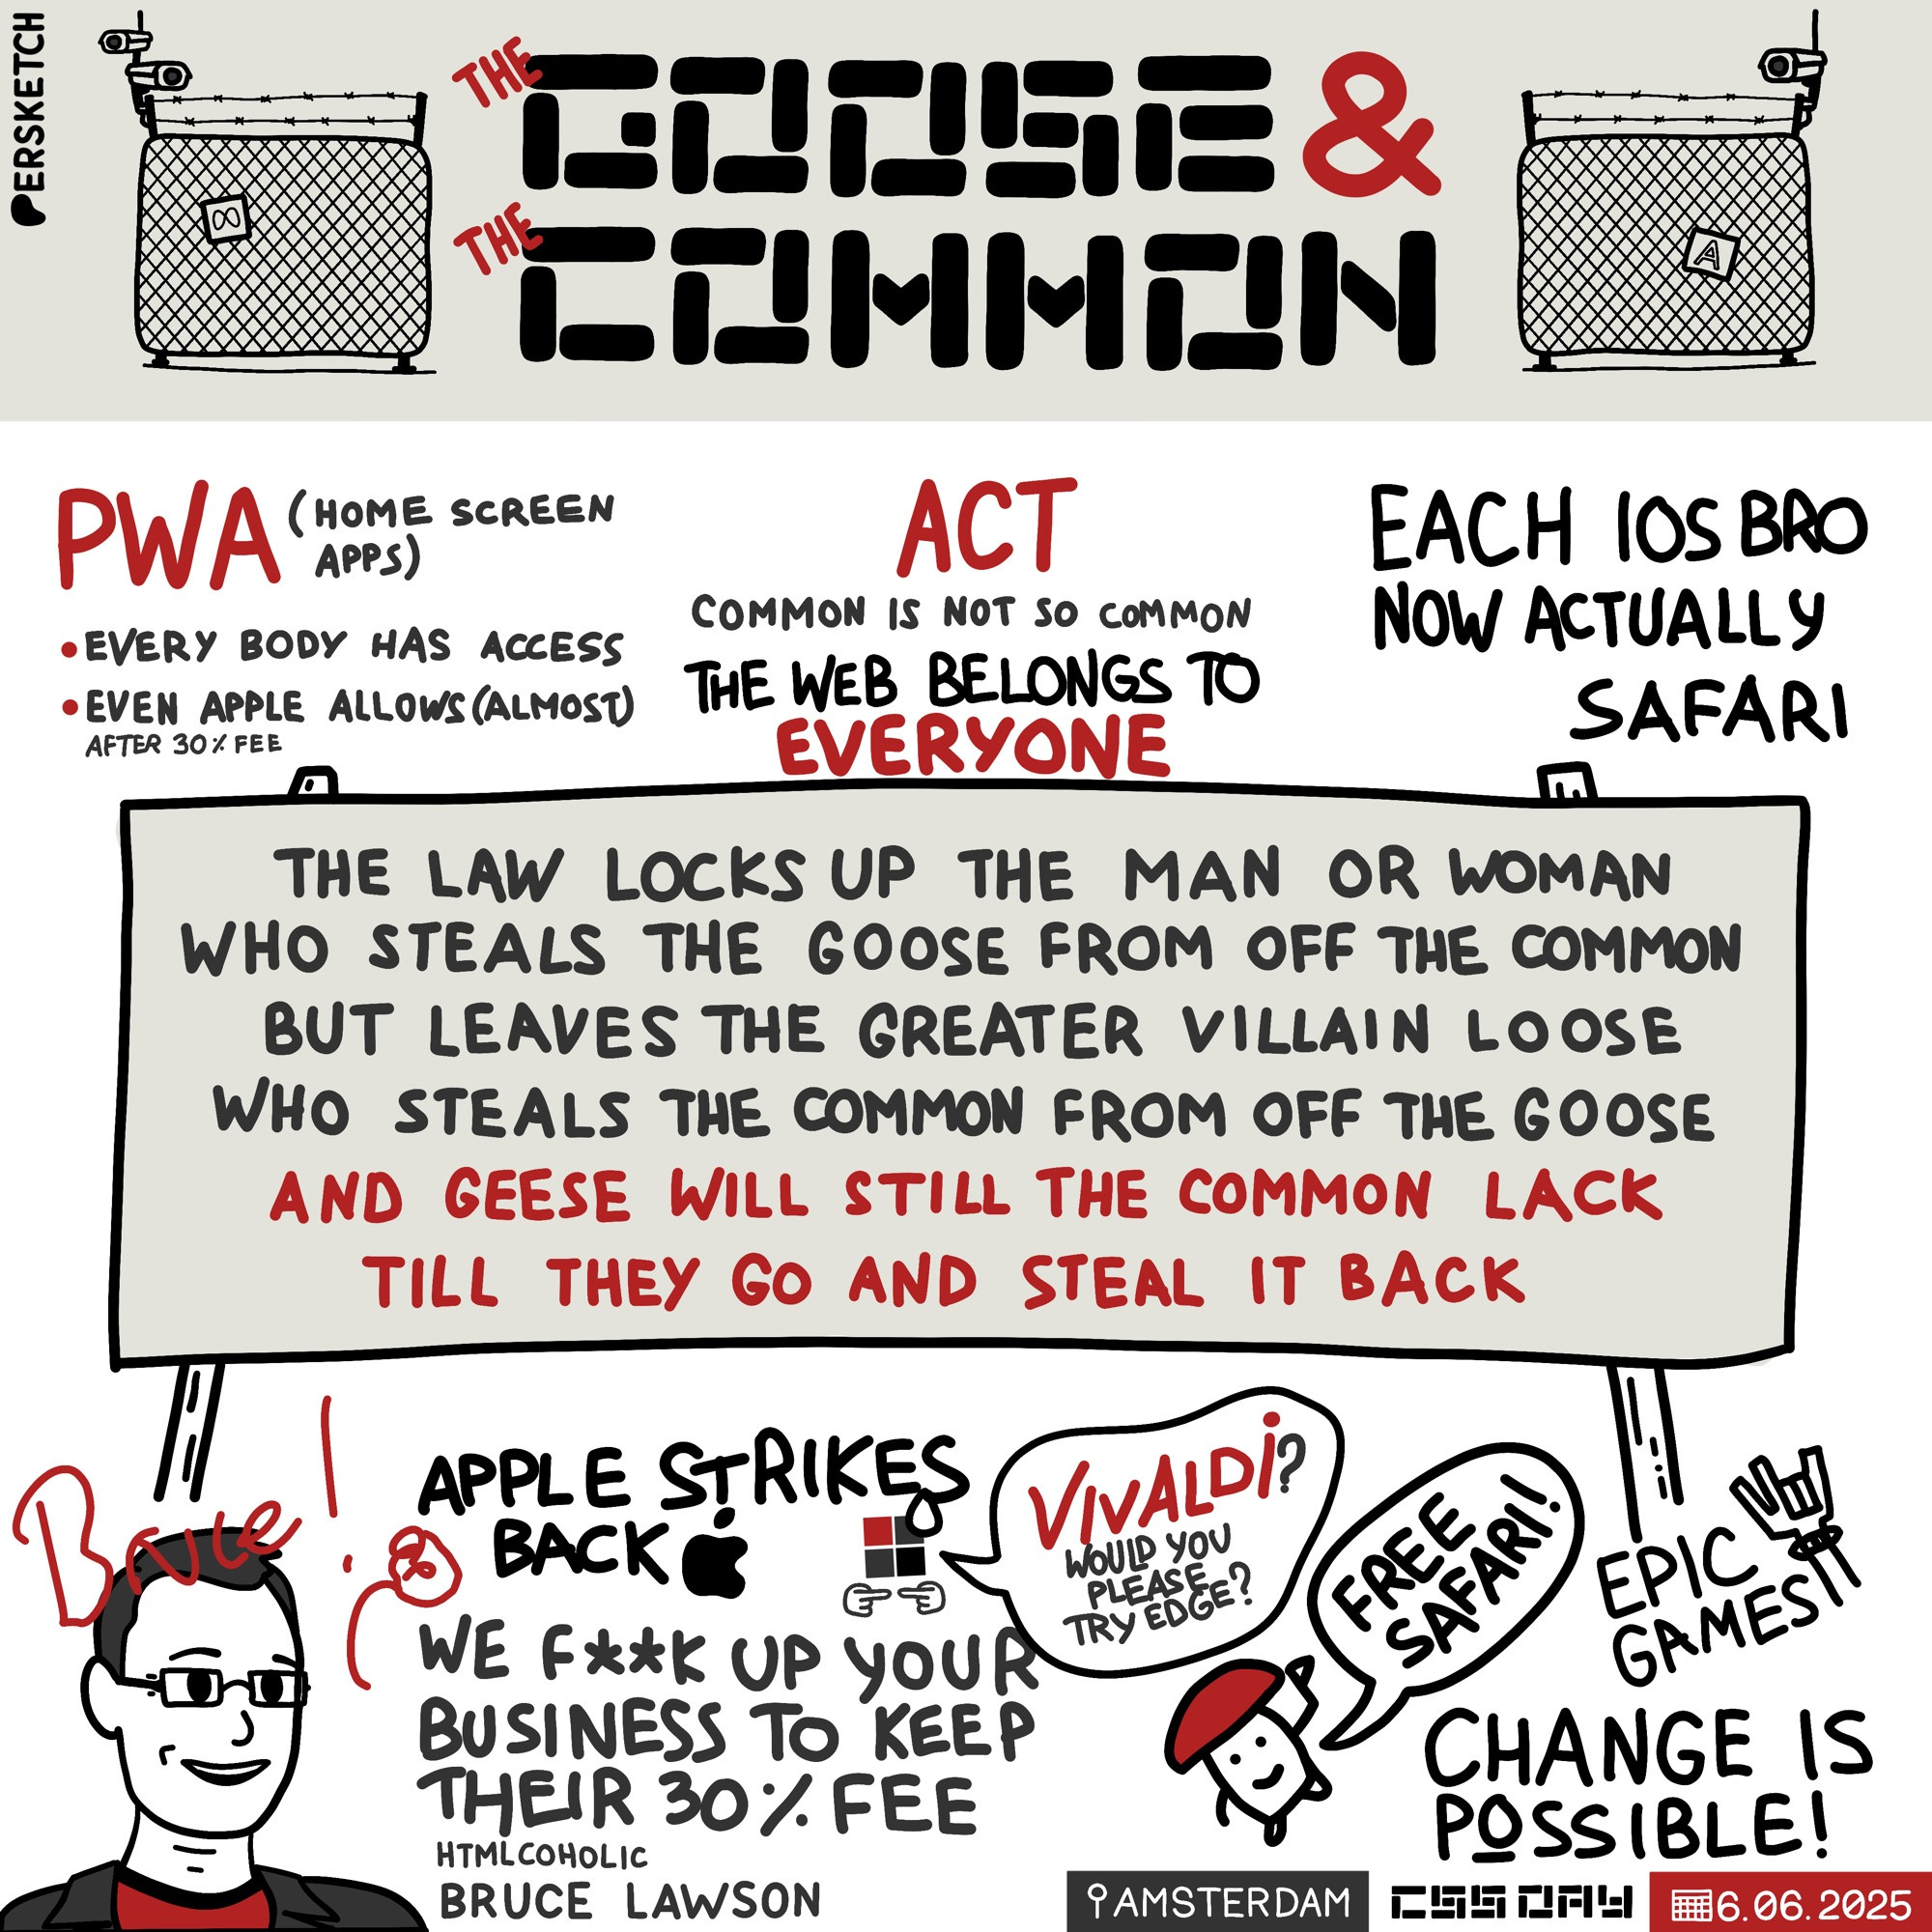 PERSKETCH
THE GOOSE &
THE COMMON
∞
A
PWA (HOME SCREEN
APPS)
• EVERY BODY HAS ACCESS
• EVEN APPLE ALLOWS (ALMOST)
AFTER 30% FEE
ACT
COMMON IS NOT SO COMMON
THE WEB BELONGS TO
EVERYONE
EACH IOS BRO
NOW ACTUALLY
SAFARI
THE LAW LOCKS UP THE MAN OR WOMAN
WHO STEALS THE GOOSE FROM OFF THE COMMON
BUT LEAVES THE GREATER VILLAIN LOOSE
WHO STEALS THE COMMON FROM OFF THE GOOSE
AND GEESE WILL STILL THE COMMON LACK
TILL THEY GO AND STEAL IT BACK
APPLE STRIKES
BACK
WE F**K UP YOUR
BUSINESS TO KEEP
THEIR 30% FEE
HTMLCOHOLIC
BRUCE LAWSON
VIVALDI?
WOULD YOU
PLEASE
TRY EDGE?
FREE
SAFARI!
EPIC
GAMES
CHANGE IS
POSSIBLE!
AMSTERDAM
CSS DAY
6.06.2025